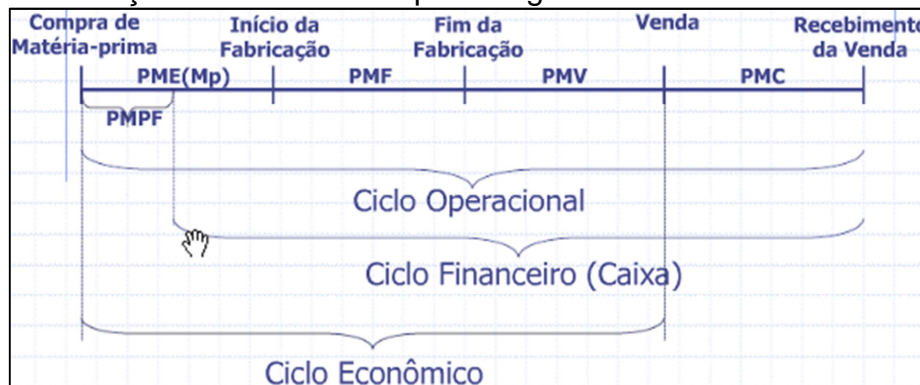 Compra de
Matéria-prima
Início da
Fabricação
Fim da
Fabricação
Venda
Recebimento
da Venda
PME(Mp)
PMF
PMV
PMC
PMPF
Ciclo Operacional
Ciclo Financeiro (Caixa)
Ciclo Econômico